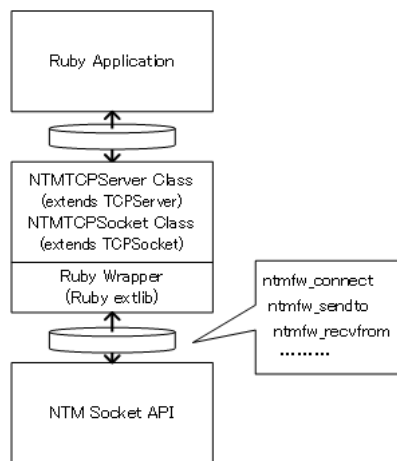 Ruby Application
NTMTCPServer Class
(extends TCPServer)
NTMTCPSocket Class
(extends TCPSocket)
Ruby Wrapper
(Ruby extlib)
ntmfw_connect
ntmfw_sendto
ntmfw_recvfrom
………
NTM Socket API